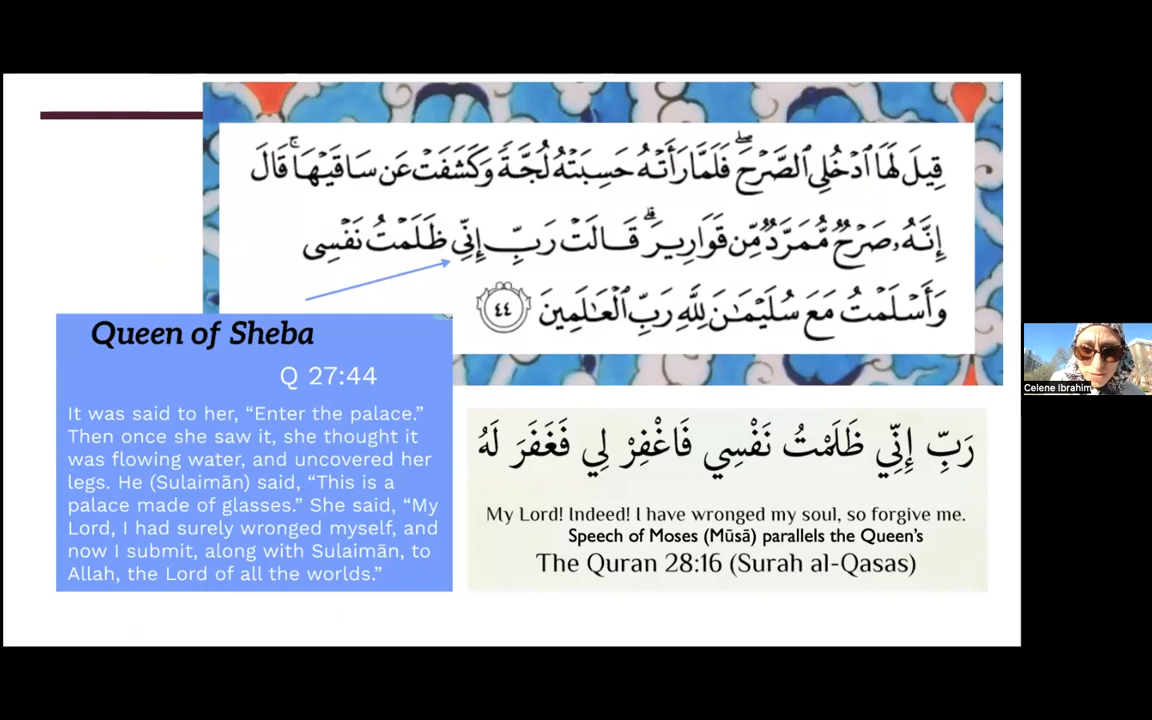 قِيلَ لَهَا ٱدۡخُلِي ٱلصَّرۡحَۖ فَلَمَّا رَأَتۡهُ حَسِبَتۡهُ لُجَّةٗ وَكَشَفَتۡ عَن سَاقَيۡهَاۚ قَالَ
إِنَّهُۥ صَرۡحٞ مُّمَرَّدٞ مِّن قَوَارِيرَۗ قَالَتۡ رَبِّ إِنِّي ظَلَمۡتُ نَفۡسِي
وَأَسۡلَمۡتُ مَعَ سُلَيۡمَٰنَ لِلَّهِ رَبِّ ٱلۡعَٰلَمِينَ ٤٤
Queen of Sheba
Q 27:44
It was said to her, “Enter the palace.”
Then once she saw it, she thought it
was flowing water, and uncovered her
legs. He (Sulaimān) said, “This is a
palace made of glasses.” She said, “My
Lord, I had surely wronged myself, and
now I submit, along with Sulaimān, to
Allah, the Lord of all the worlds.”
رَبِّ إِنِّي ظَلَمْتُ نَفْسِي فَاغْفِرْ لِي فَغَفَرَ لَهُ
My Lord! Indeed! I have wronged my soul, so forgive me.
Speech of Moses (Mūsā) parallels the Queen’s
The Quran 28:16 (Surah al-Qasas)
Celene Ibrahim